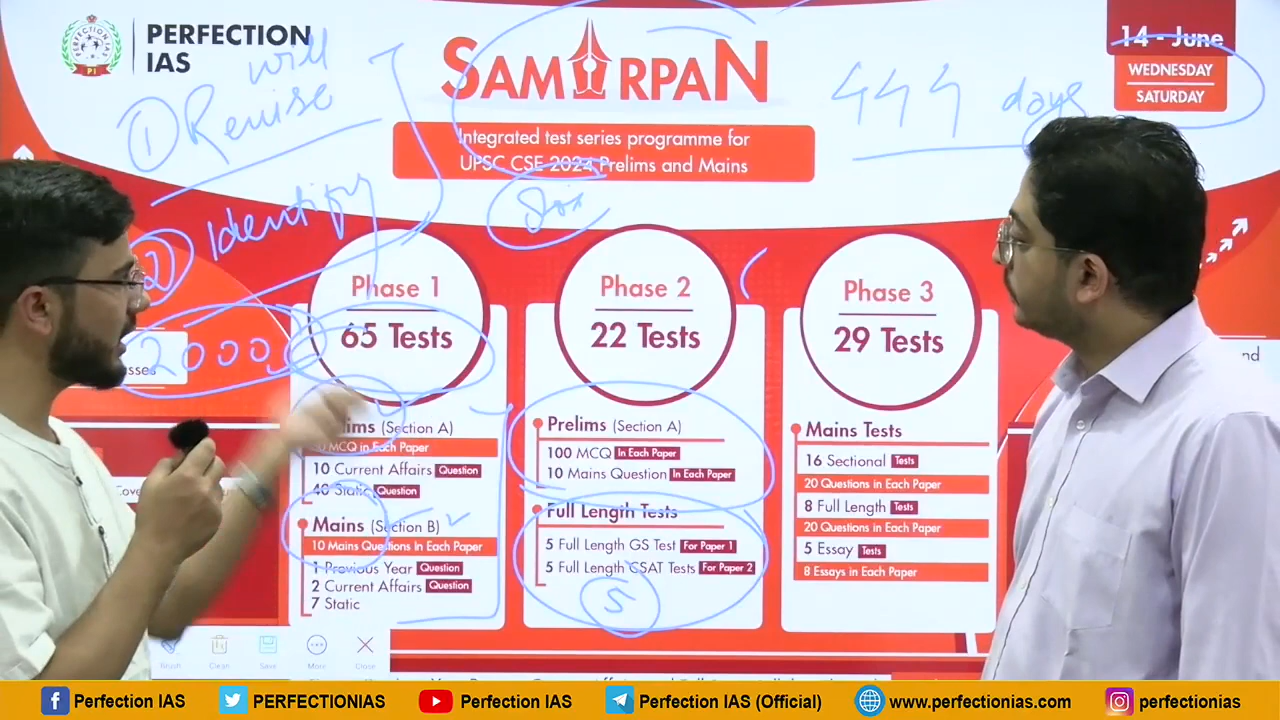 PERFECTION
IAS
SAMARPAN
14 - June
WEDNESDAY
SATURDAY
Integrated test series programme for
UPSC CSE 2024 Prelims and Mains
will
① Revise
② Identify
2000
444 days
Phase 1
65 Tests
(Section A)
MCQ in Each Paper
10 Current Affairs Question
40 Static Question
Mains (Section B)
10 Mains Questions In Each Paper
1 Previous Year Question
2 Current Affairs Question
7 Static
Phase 2
22 Tests
Prelims (Section A)
100 MCQ In Each Paper
10 Mains Question In Each Paper
Full Length Tests
5 Full Length GS Test For Paper 1
5 Full Length CSAT Tests For Paper 2
5
Phase 3
29 Tests
Mains Tests
16 Sectional Tests
20 Questions in Each Paper
8 Full Length Tests
20 Questions in Each Paper
5 Essay Tests
8 Essays in Each Paper
Brush
Clean
Save
More
Close
Perfection IAS
PERFECTIONIAS
Perfection IAS
Perfection IAS (Official)
www.perfectionias.com
perfectionias